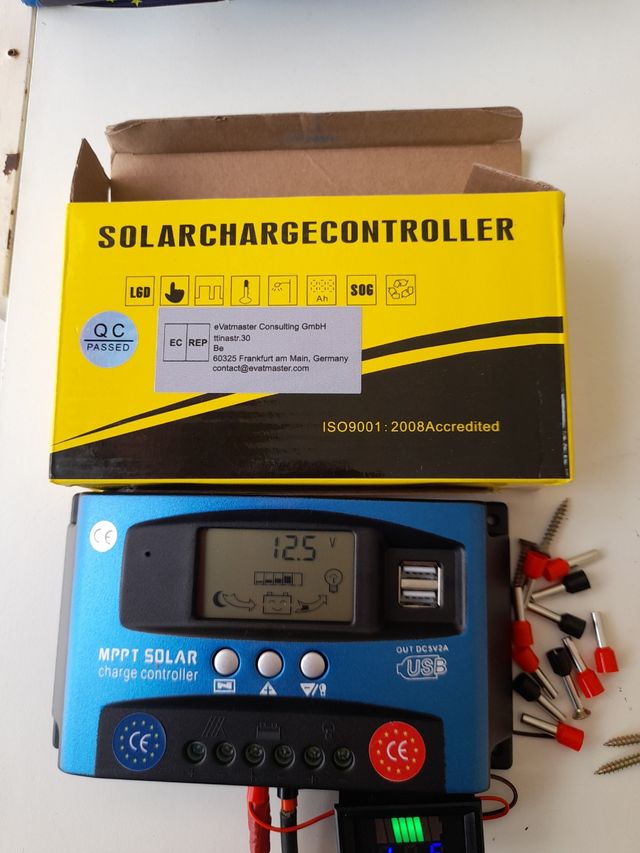 SOLARCHARGECONTROLLER
LGD
Ah
SOG
QC
PASSED
EC REP
eVatmaster Consulting GmbH
ttinastr.30
Be
60325 Frankfurt am Main, Germany
contact@evatmaster.com
ISO9001:2008Accredited
CE
12.5 V
MPPT SOLAR
charge controller
OUT DC5V2A
USB
CE
CE